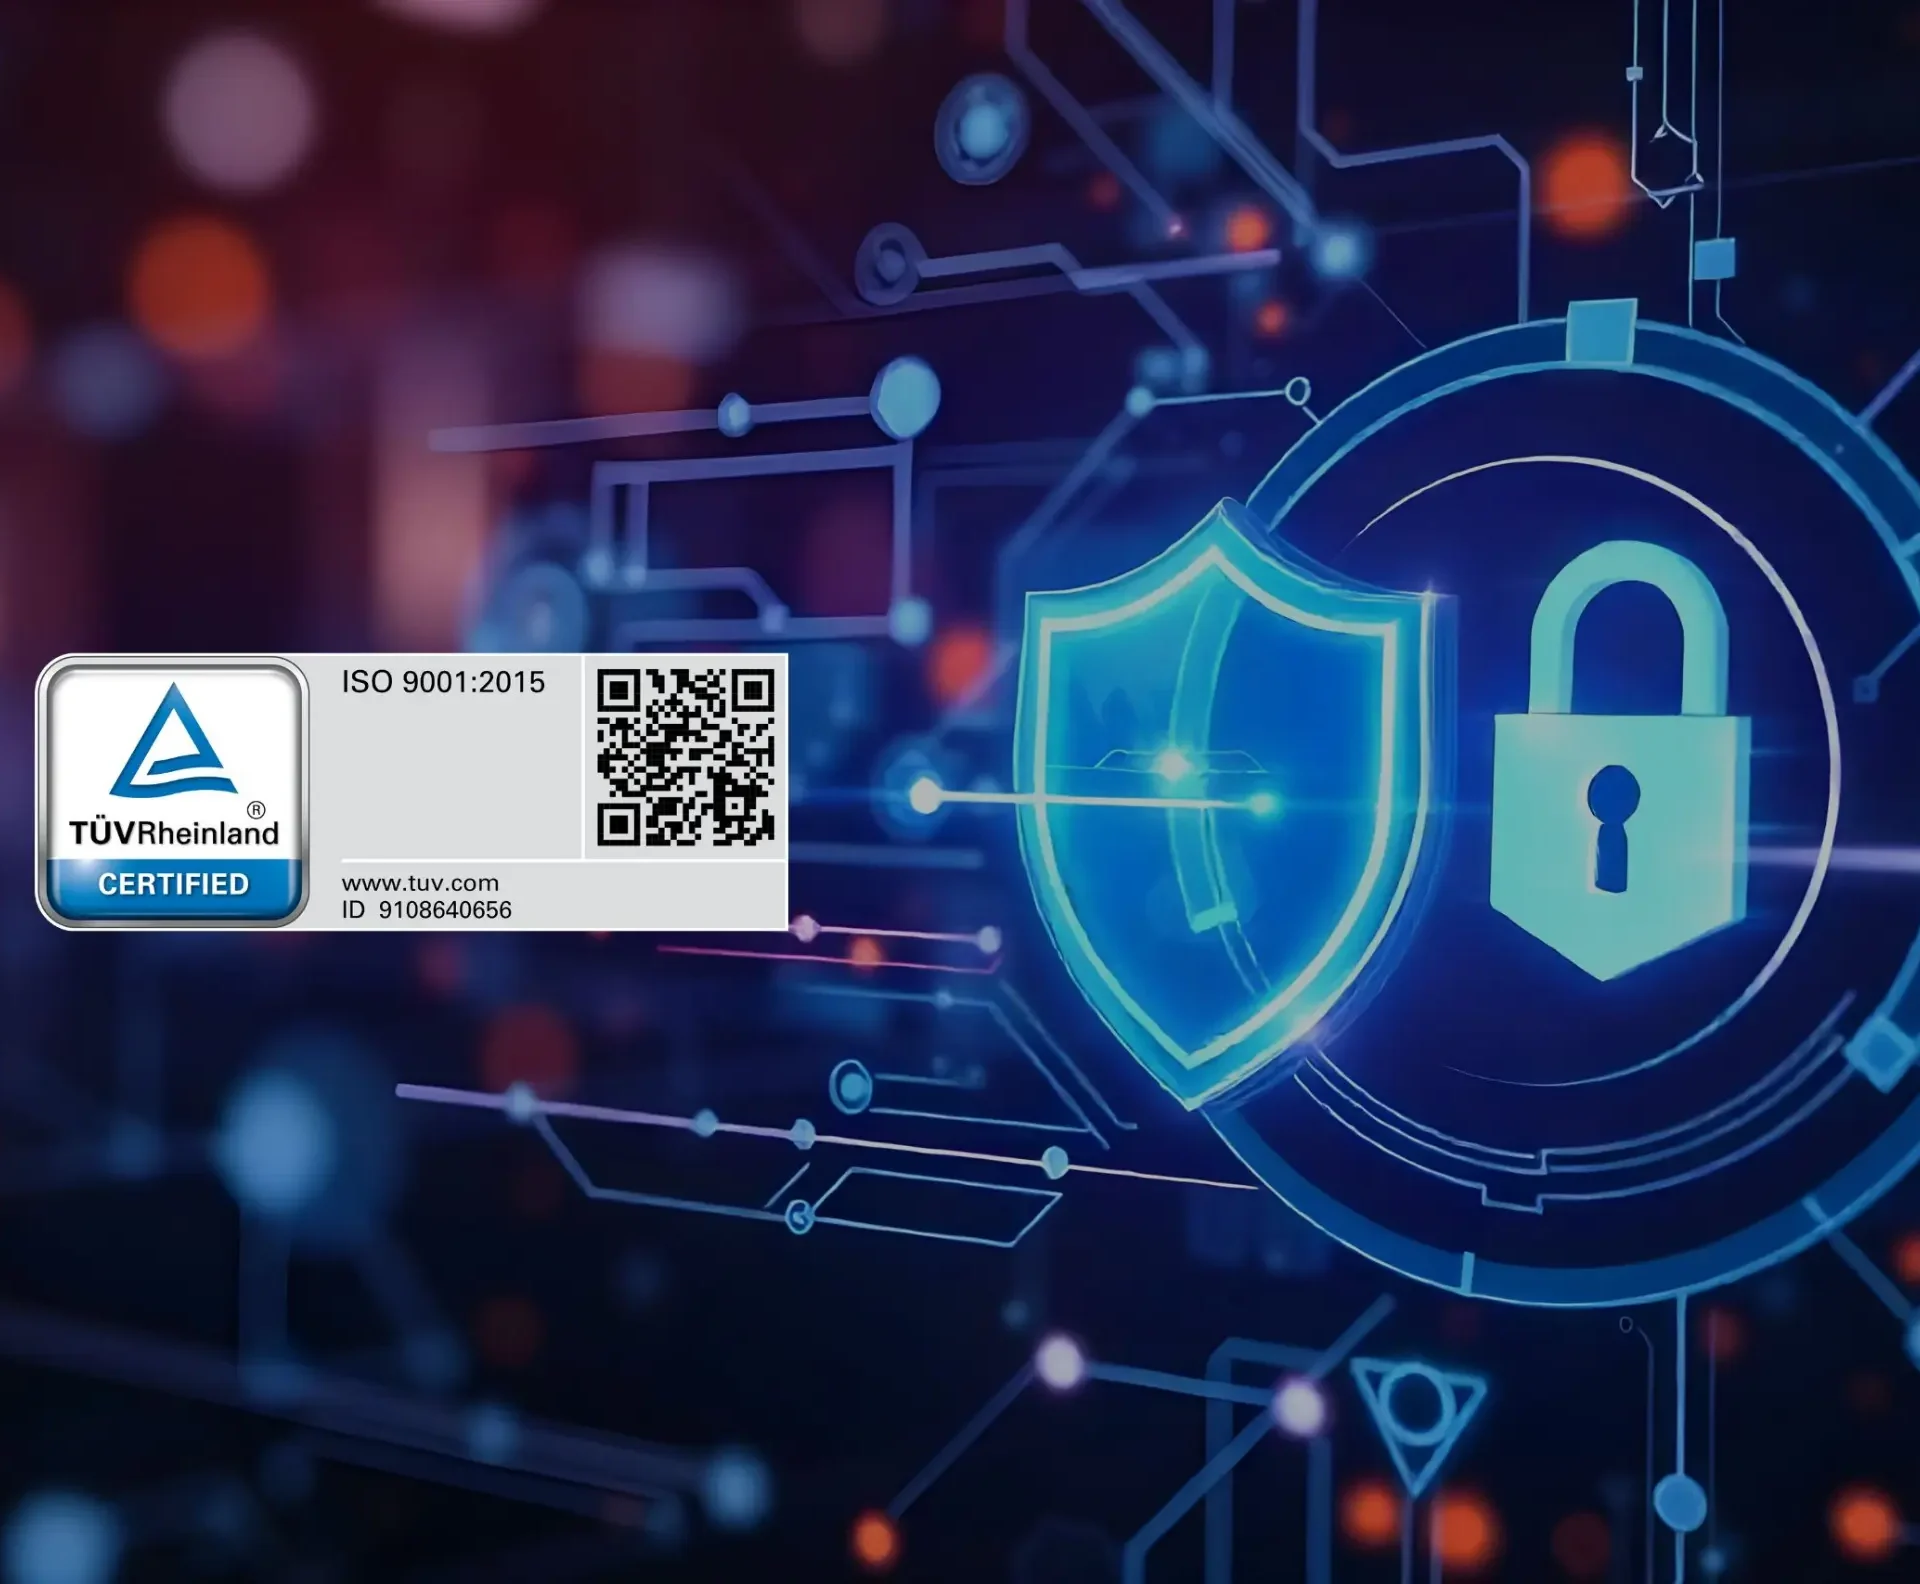 ISO 9001:2015
®
TÜVRheinland
CERTIFIED
www.tuv.com
ID 9108640656